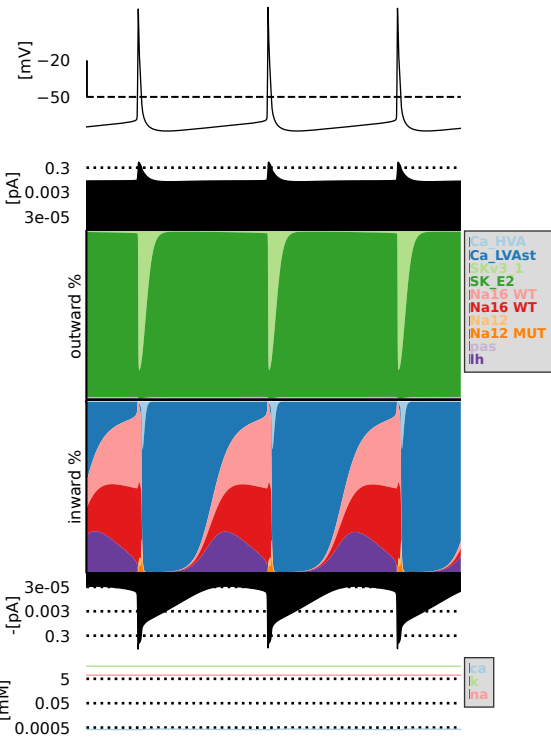 [mV]
−20
−50
[pA]
0.3
0.003
3e-05
outward %
Ca_HVA
Ca_LVAst
SKv3_1
SK_E2
Na16 WT
Na16 WT
Na12
Na12 MUT
pas
Ih
inward %
-[pA]
3e-05
0.003
0.3
[mM]
5
0.05
0.0005
ca
k
na